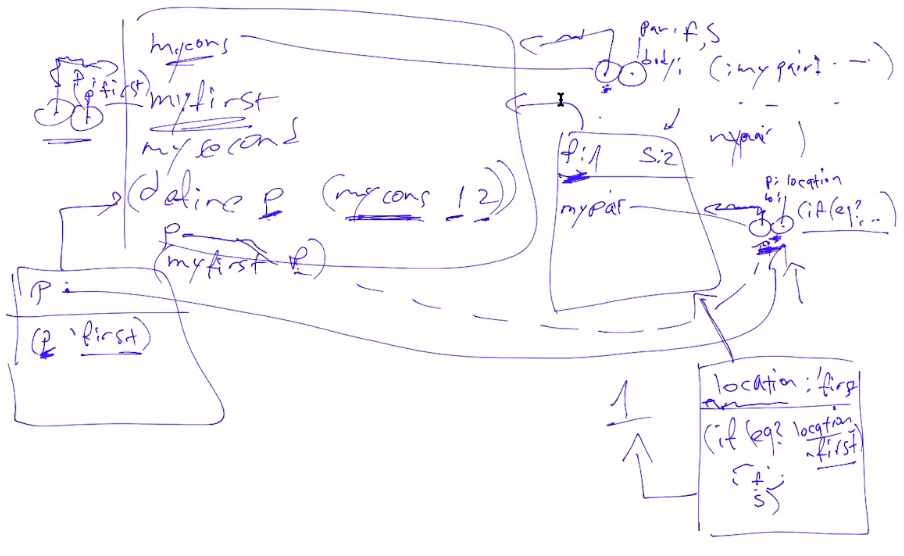 mycons
par: f, s
body: (: mypair! . —)
- - -
mypair )
p
p 'first)
myfirst
mysecond
(define p (mycons 1 2))
p
(myfirst p)
f:1 s:2
mypair
p: location
b:
(if (eq? ...
p:
(p 'first)
location : 'first
(if (eq? location
'first)
f
s)
1